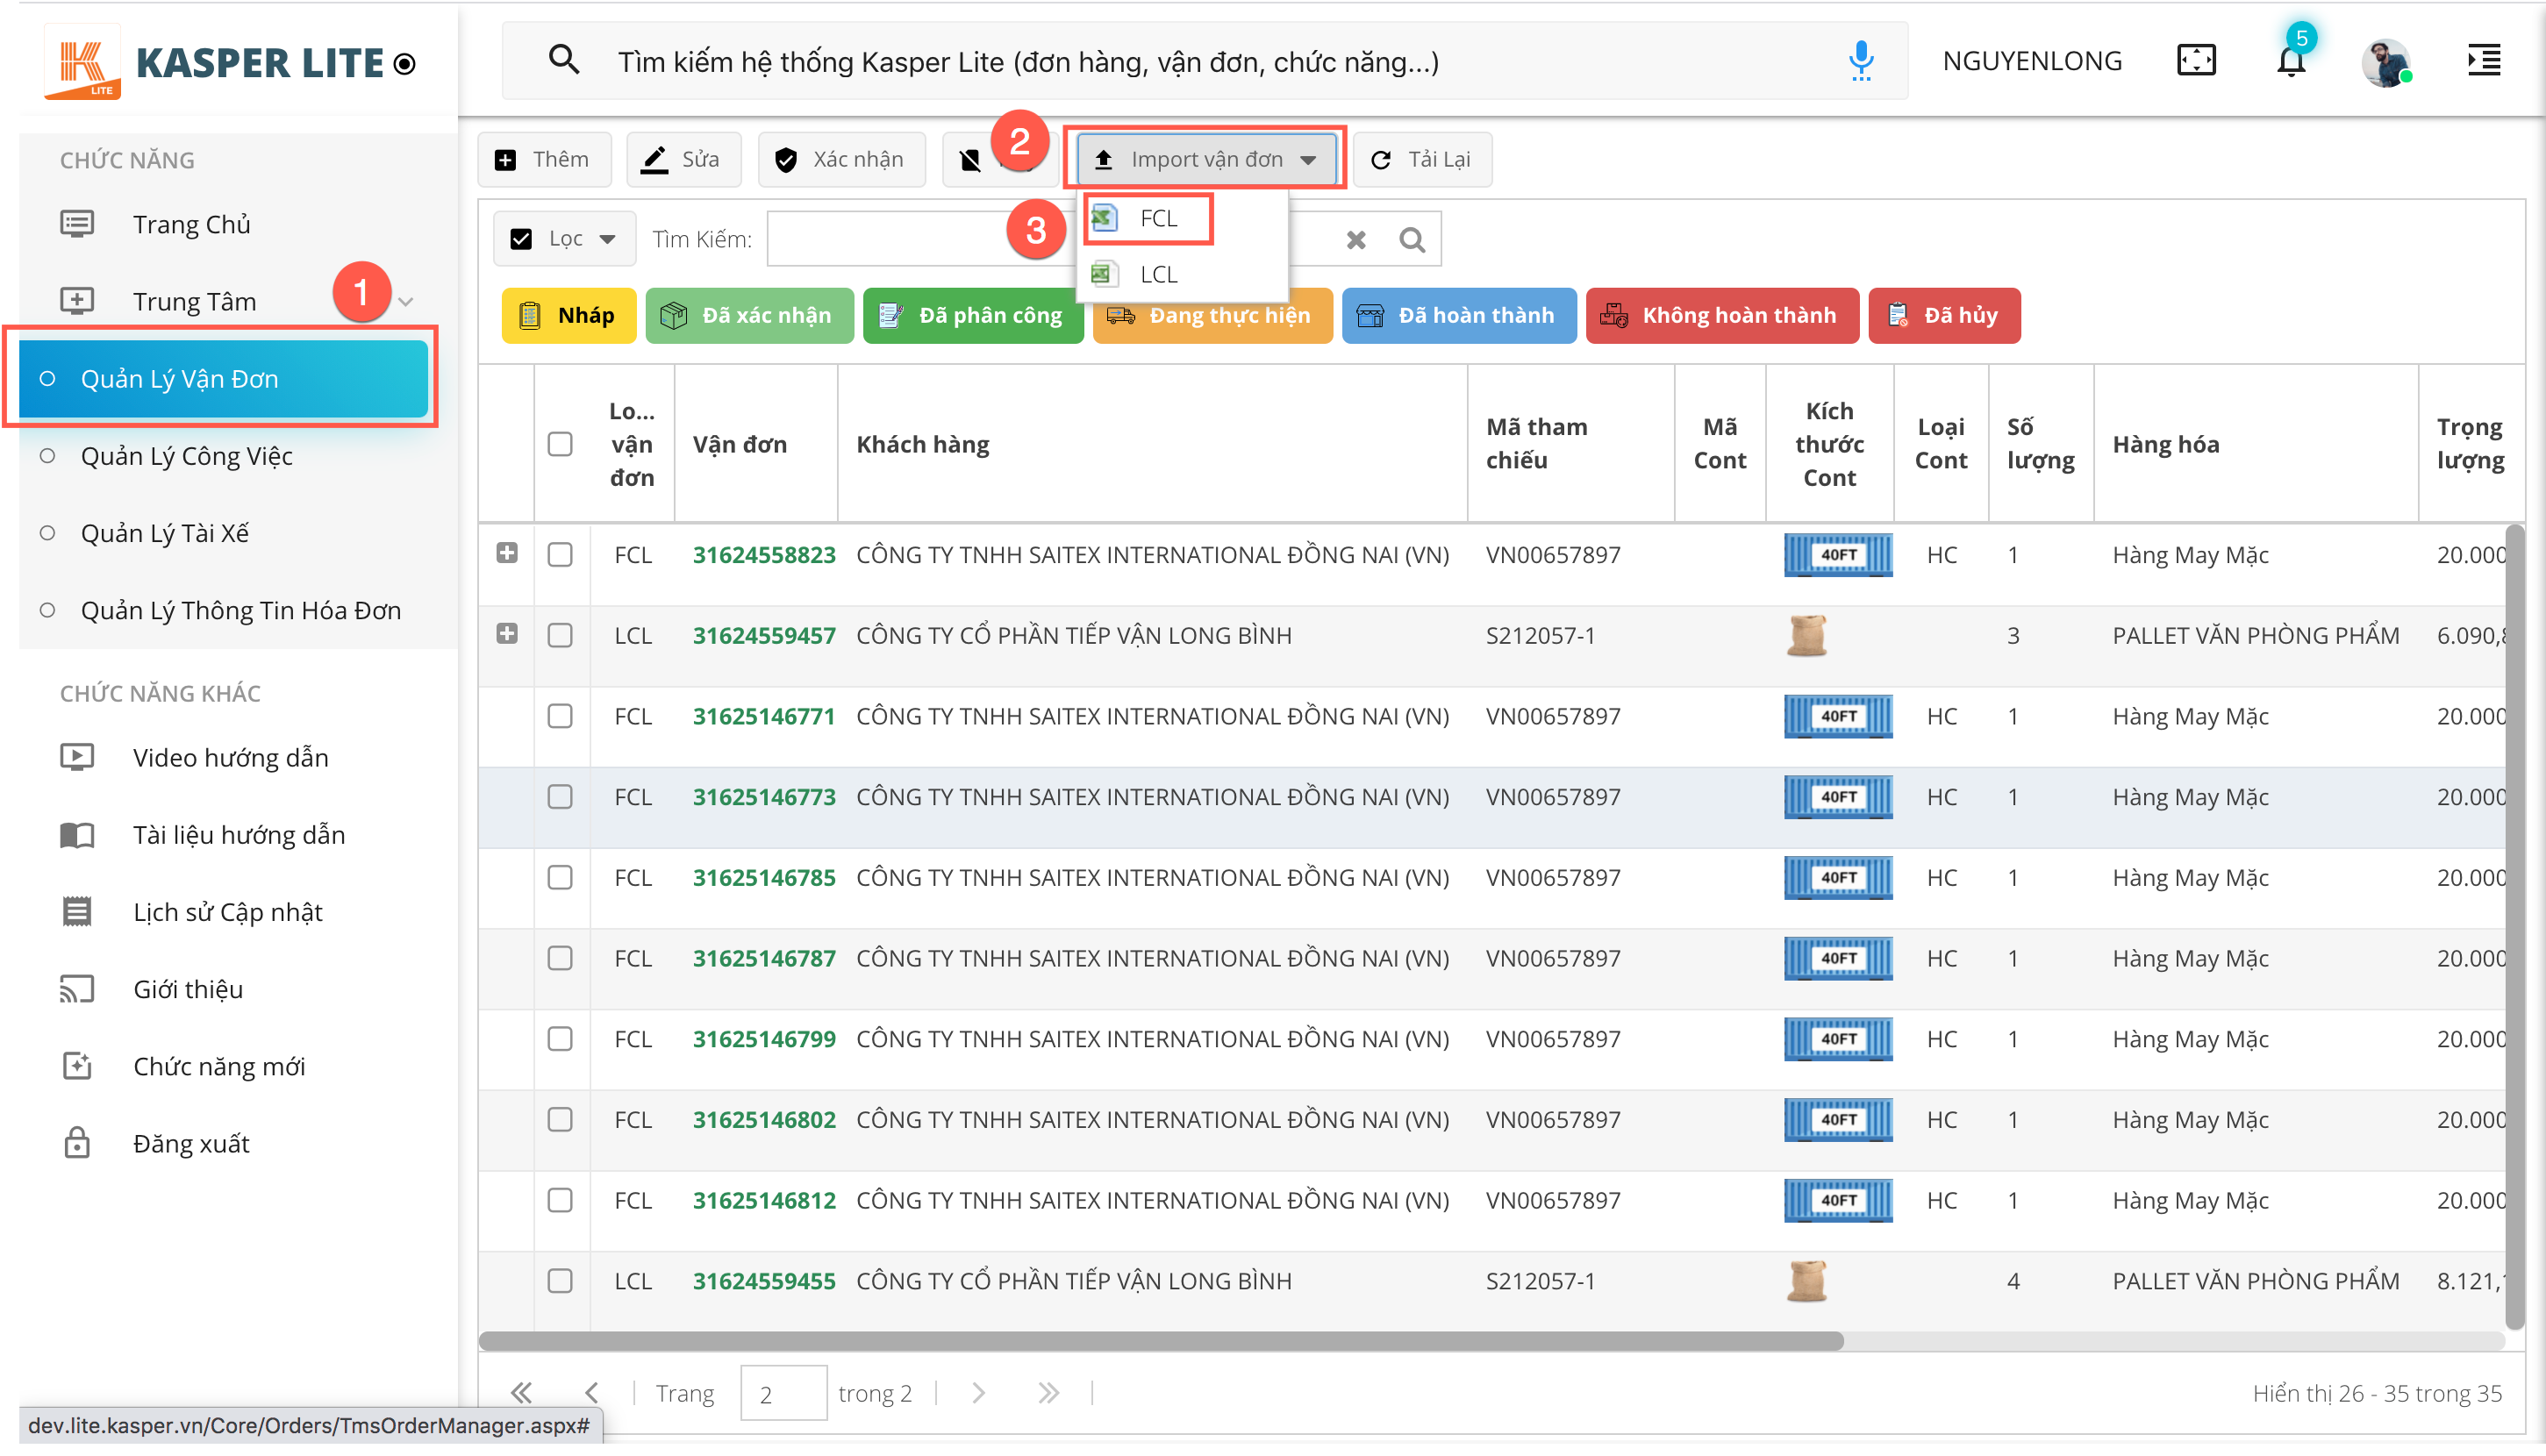 KASPER LITE
LITE
Tìm kiếm hệ thống Kasper Lite (đơn hàng, vận đơn, chức năng...)
NGUYENLONG
5
CHỨC NĂNG
Trang Chủ
Trung Tâm
1
Quản Lý Vận Đơn
Quản Lý Công Việc
Quản Lý Tài Xế
Quản Lý Thông Tin Hóa Đơn
CHỨC NĂNG KHÁC
Video hướng dẫn
Tài liệu hướng dẫn
Lịch sử Cập nhật
Giới thiệu
Chức năng mới
Đăng xuất
Thêm
Sửa
Xác nhận
2
Import vận đơn
Tải Lại
Lọc
Tìm Kiếm:
3
FCL
LCL
Nháp
Đã xác nhận
Đã phân công
Đang thực hiện
Đã hoàn thành
Không hoàn thành
Đã hủy
Lo... vận đơn
Vận đơn
Khách hàng
Mã tham chiếu
Mã Cont
Kích thước Cont
Loại Cont
Số lượng
Hàng hóa
Trọng lượng
FCL 31624558823 CÔNG TY TNHH SAITEX INTERNATIONAL ĐỒNG NAI (VN) VN00657897 40FT HC 1 Hàng May Mặc 20.000
LCL 31624559457 CÔNG TY CỔ PHẦN TIẾP VẬN LONG BÌNH S212057-1 3 PALLET VĂN PHÒNG PHẨM 6.090,8
FCL 31625146771 CÔNG TY TNHH SAITEX INTERNATIONAL ĐỒNG NAI (VN) VN00657897 40FT HC 1 Hàng May Mặc 20.000
FCL 31625146773 CÔNG TY TNHH SAITEX INTERNATIONAL ĐỒNG NAI (VN) VN00657897 40FT HC 1 Hàng May Mặc 20.000
FCL 31625146785 CÔNG TY TNHH SAITEX INTERNATIONAL ĐỒNG NAI (VN) VN00657897 40FT HC 1 Hàng May Mặc 20.000
FCL 31625146787 CÔNG TY TNHH SAITEX INTERNATIONAL ĐỒNG NAI (VN) VN00657897 40FT HC 1 Hàng May Mặc 20.000
FCL 31625146799 CÔNG TY TNHH SAITEX INTERNATIONAL ĐỒNG NAI (VN) VN00657897 40FT HC 1 Hàng May Mặc 20.000
FCL 31625146802 CÔNG TY TNHH SAITEX INTERNATIONAL ĐỒNG NAI (VN) VN00657897 40FT HC 1 Hàng May Mặc 20.000
FCL 31625146812 CÔNG TY TNHH SAITEX INTERNATIONAL ĐỒNG NAI (VN) VN00657897 40FT HC 1 Hàng May Mặc 20.000
LCL 31624559455 CÔNG TY CỔ PHẦN TIẾP VẬN LONG BÌNH S212057-1 4 PALLET VĂN PHÒNG PHẨM 8.121,
Trang 2 trong 2
Hiển thị 26 - 35 trong 35
dev.lite.kasper.vn/Core/Orders/TmsOrderManager.aspx#